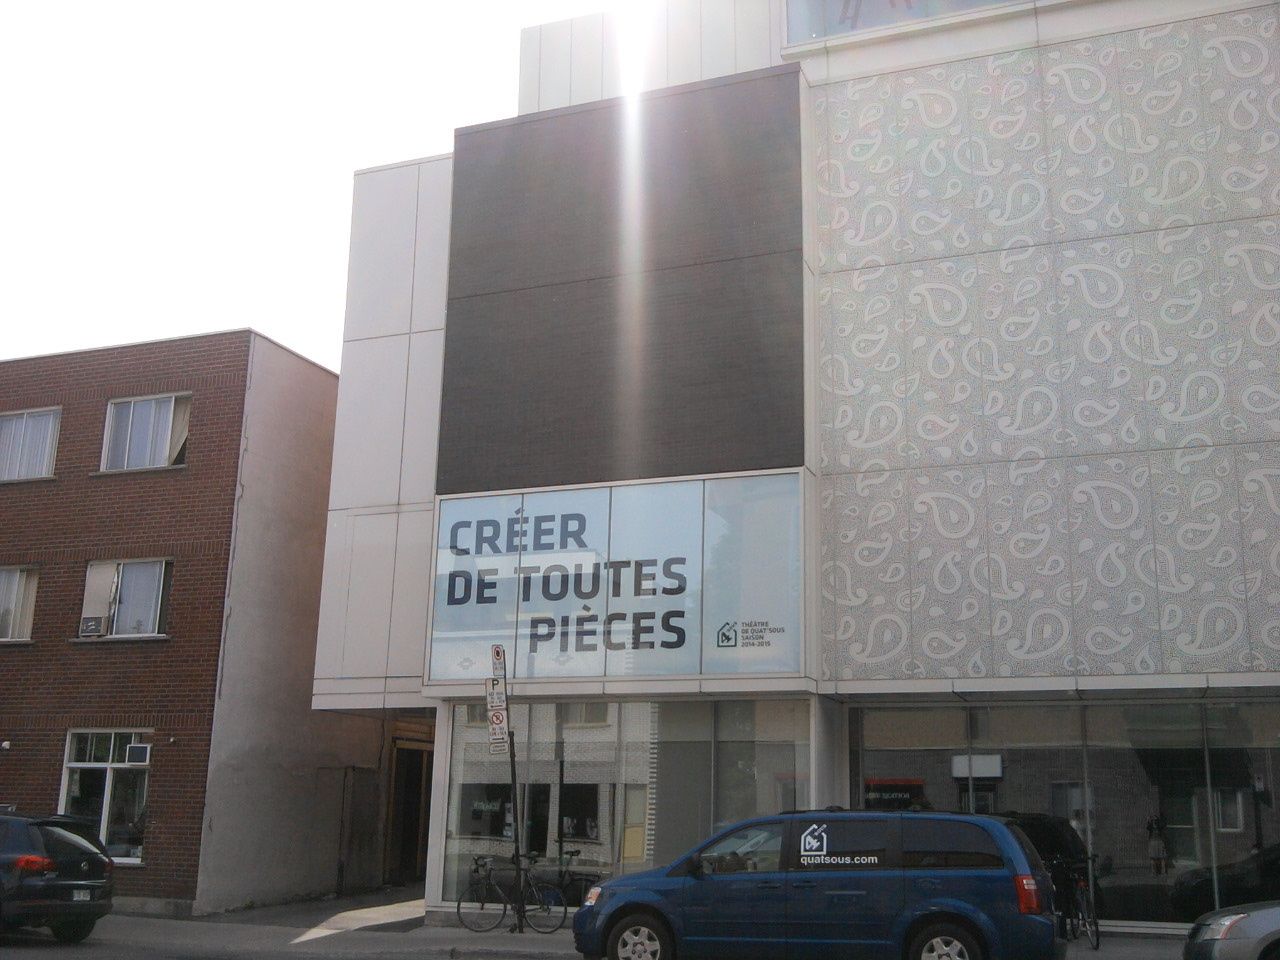 CRÉER
DE TOUTES
PIÈCES
THÉÂTRE
DE QUAT'SOUS
SAISON
2014-2015
P
quatsous.com